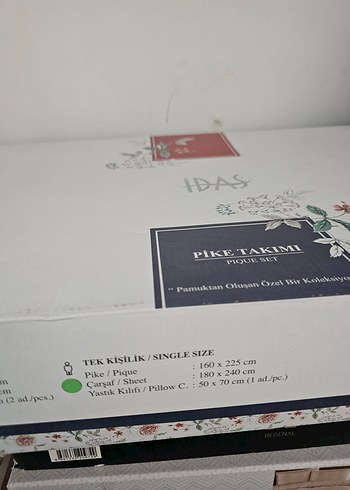 IDAŞ
PİKE TAKIMI
PIQUE SET
" Pamuktan Oluşan Özel Bir Koleksiyo
TEK KİŞİLİK / SINGLE SIZE
Pike / Pique : 160 x 225 cm
Çarşaf / Sheet : 180 x 240 cm
Yastık Kılıfı / Pillow C. : 50 x 70 cm (1 ad./pc.)
m
cm
(2 ad./pcs.)